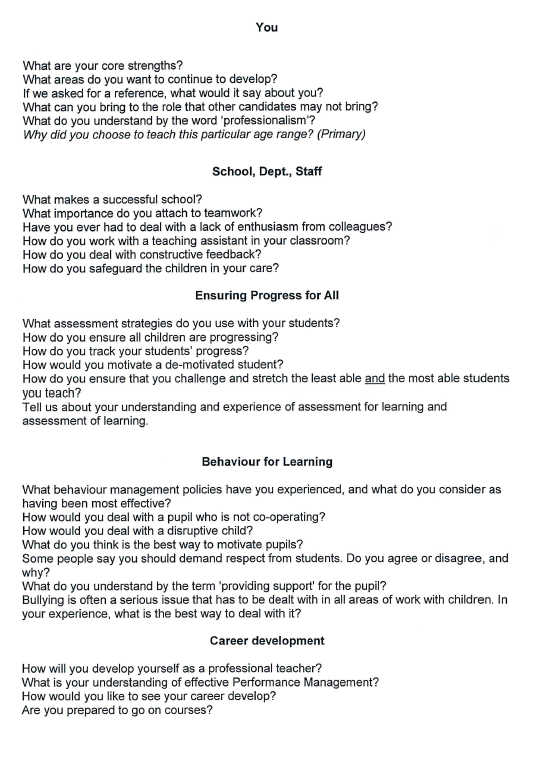 You
What are your core strengths?
What areas do you want to continue to develop?
If we asked for a reference, what would it say about you?
What can you bring to the role that other candidates may not bring?
What do you understand by the word 'professionalism'?
Why did you choose to teach this particular age range? (Primary)
School, Dept., Staff
What makes a successful school?
What importance do you attach to teamwork?
Have you ever had to deal with a lack of enthusiasm from colleagues?
How do you work with a teaching assistant in your classroom?
How do you deal with constructive feedback?
How do you safeguard the children in your care?
Ensuring Progress for All
What assessment strategies do you use with your students?
How do you ensure all children are progressing?
How do you track your students' progress?
How would you motivate a de-motivated student?
How do you ensure that you challenge and stretch the least able and the most able students
you teach?
Tell us about your understanding and experience of assessment for learning and
assessment of learning.
Behaviour for Learning
What behaviour management policies have you experienced, and what do you consider as
having been most effective?
How would you deal with a pupil who is not co-operating?
How would you deal with a disruptive child?
What do you think is the best way to motivate pupils?
Some people say you should demand respect from students. Do you agree or disagree, and
why?
What do you understand by the term 'providing support' for the pupil?
Bullying is often a serious issue that has to be dealt with in all areas of work with children. In
your experience, what is the best way to deal with it?
Career development
How will you develop yourself as a professional teacher?
What is your understanding of effective Performance Management?
How would you like to see your career develop?
Are you prepared to go on courses?